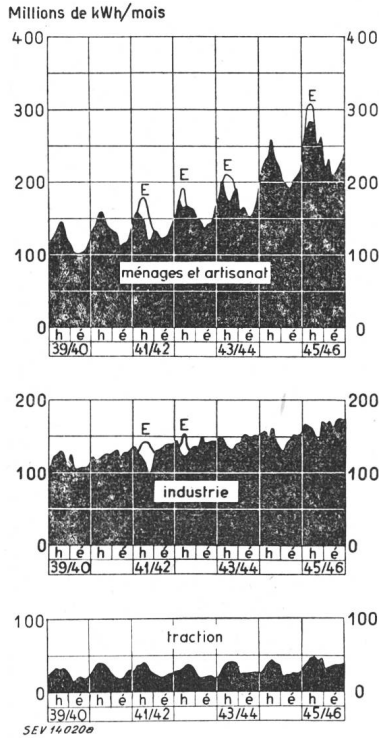 Millions de kWh/mois
400 400
300 300
200 200
100 100
0 0
E E E E
ménages et artisanat
h é h é h é h é h é h é h é
39/40 41/42 43/44 45/46
200 200
100 100
0 0
E E
industrie
h é h é h é h é h é h é h é
39/40 41/42 43/44 45/46
100 100
0 0
traction
h é h é h é h é h é h é h é
39/40 41/42 43/44 45/46
SEV 14020a